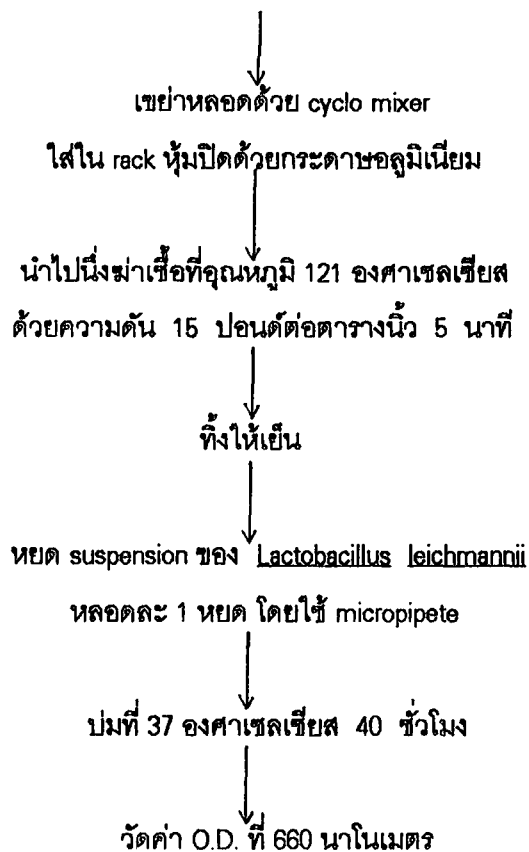 เขย่าหลอดด้วย cyclo mixer
ใส่ใน rack หุ้มปิดด้วยกระดาษอลูมิเนียม
นำไปนึ่งฆ่าเชื้อที่อุณหภูมิ 121 องศาเซลเซียส
ด้วยความดัน 15 ปอนด์ต่อตารางนิ้ว 5 นาที
ทิ้งให้เย็น
หยด suspension ของ Lactobacillus leichmannii
หลอดละ 1 หยด โดยใช้ micropipete
บ่มที่ 37 องศาเซลเซียส 40 ชั่วโมง
วัดค่า O.D. ที่ 660 นาโนเมตร